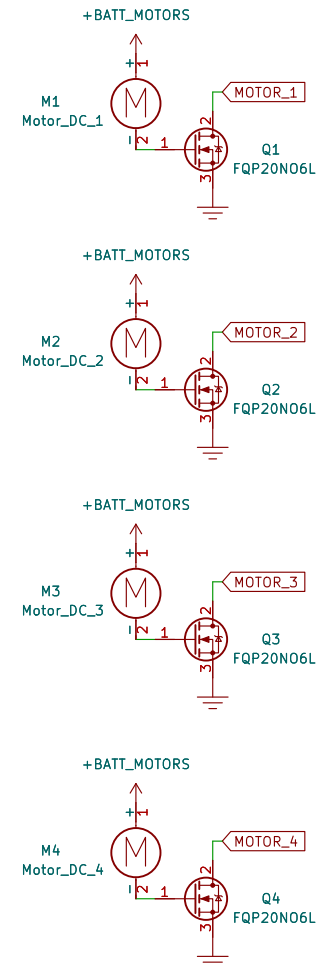 +BATT_MOTORS
+
1
MOTOR_1
M1
Motor_DC_1
M
2
-
2
1
Q1
FQP20N06L
3
+BATT_MOTORS
+
1
MOTOR_2
M2
Motor_DC_2
M
2
-
2
1
Q2
FQP20N06L
3
+BATT_MOTORS
+
1
MOTOR_3
M3
Motor_DC_3
M
2
-
2
1
Q3
FQP20N06L
3
+BATT_MOTORS
+
1
MOTOR_4
M4
Motor_DC_4
M
2
-
2
1
Q4
FQP20N06L
3